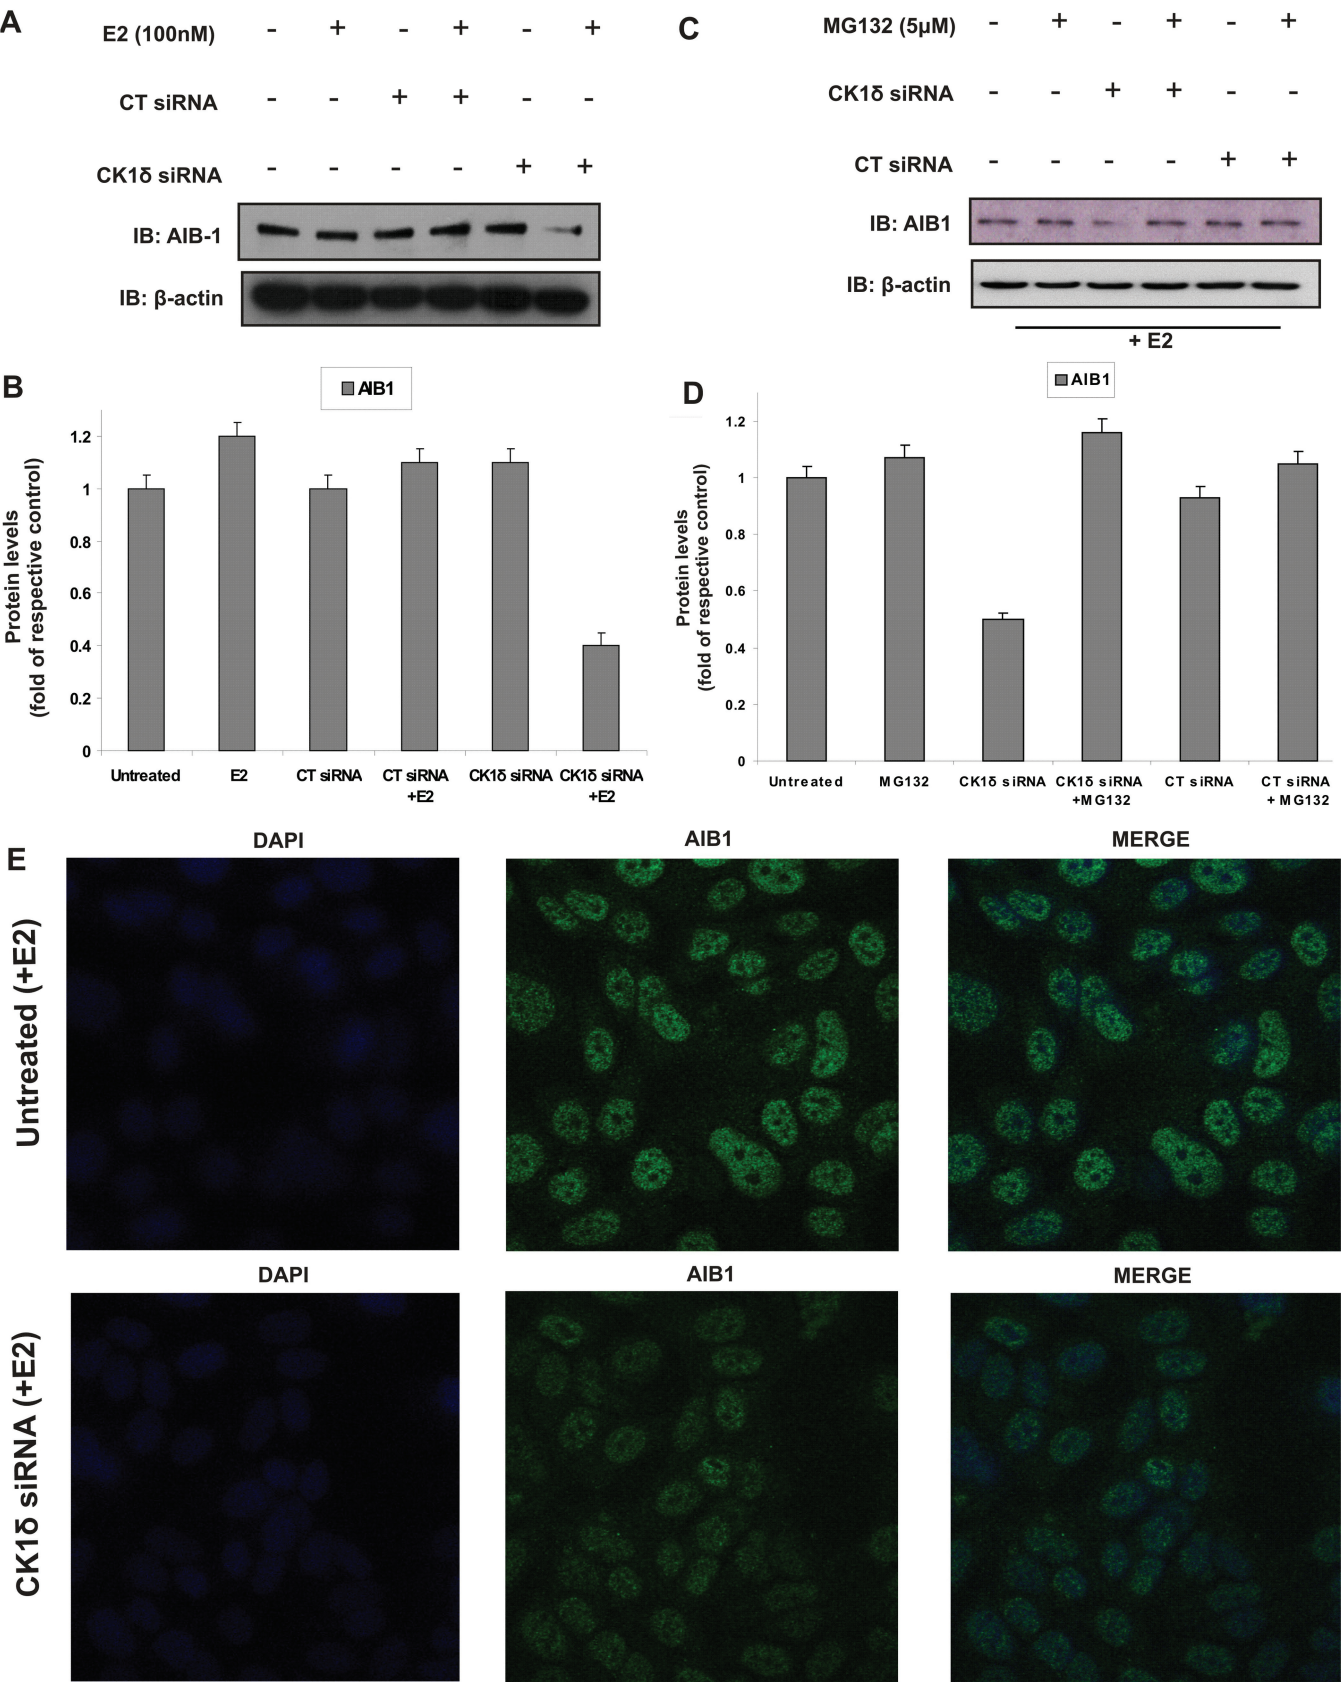 A
E2 (100nM) - + - + - +
CT siRNA - - + + - -
CK1δ siRNA - - - - + +
IB: AIB-1
IB: β-actin
C
MG132 (5µM) - + - + - +
CK1δ siRNA - - + + - -
CT siRNA - - - - + +
IB: AIB1
IB: β-actin
+ E2
B
AIB1
Protein levels
(fold of respective control)
1.2
1
0.8
0.6
0.4
0.2
0
Untreated E2 CT siRNA CT siRNA CK1δ siRNA CK1δ siRNA
+E2 +E2
D
AIB1
Protein levels
(fold of respective control)
1.2
1
0.8
0.6
0.4
0.2
0
Untreated MG132 CK1δ siRNA CK1δ siRNA CT siRNA CT siRNA
+MG132 + MG132
E
DAPI AIB1 MERGE
Untreated (+E2)
DAPI AIB1 MERGE
CK1δ siRNA (+E2)